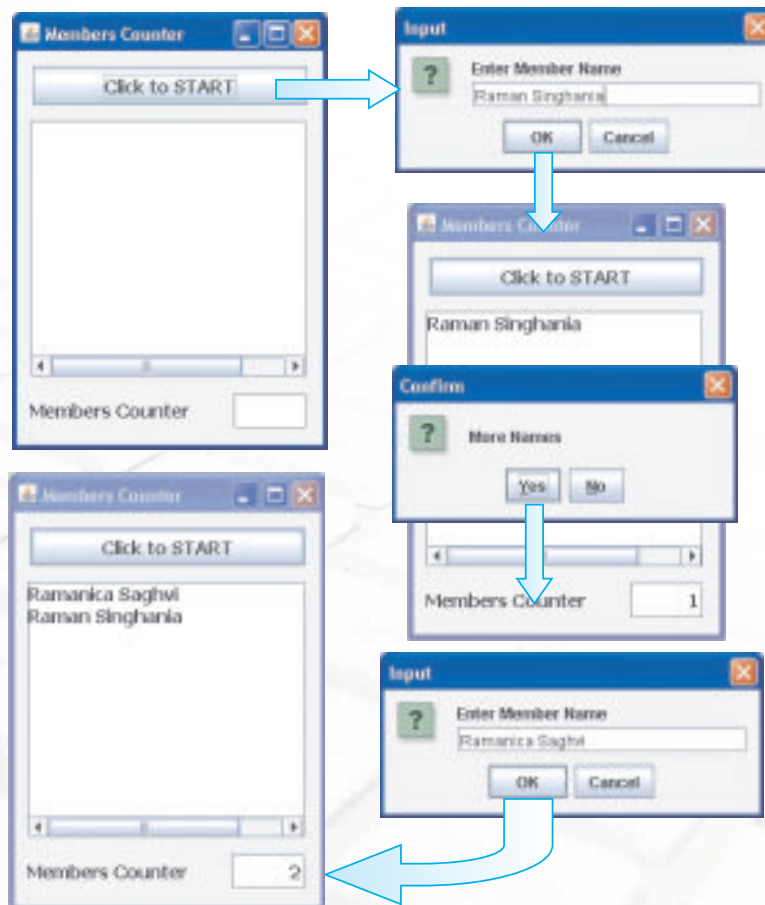 Members Counter
Click to START
Members Counter
Input
Enter Member Name
Raman Singhania
OK Cancel
Members Counter
Click to START
Raman Singhania
Confirm
More Names
Yes No
Members Counter 1
Input
Enter Member Name
Ramanica Saghvi
OK Cancel
Members Counter
Click to START
Ramanica Saghvi
Raman Singhania
Members Counter 2